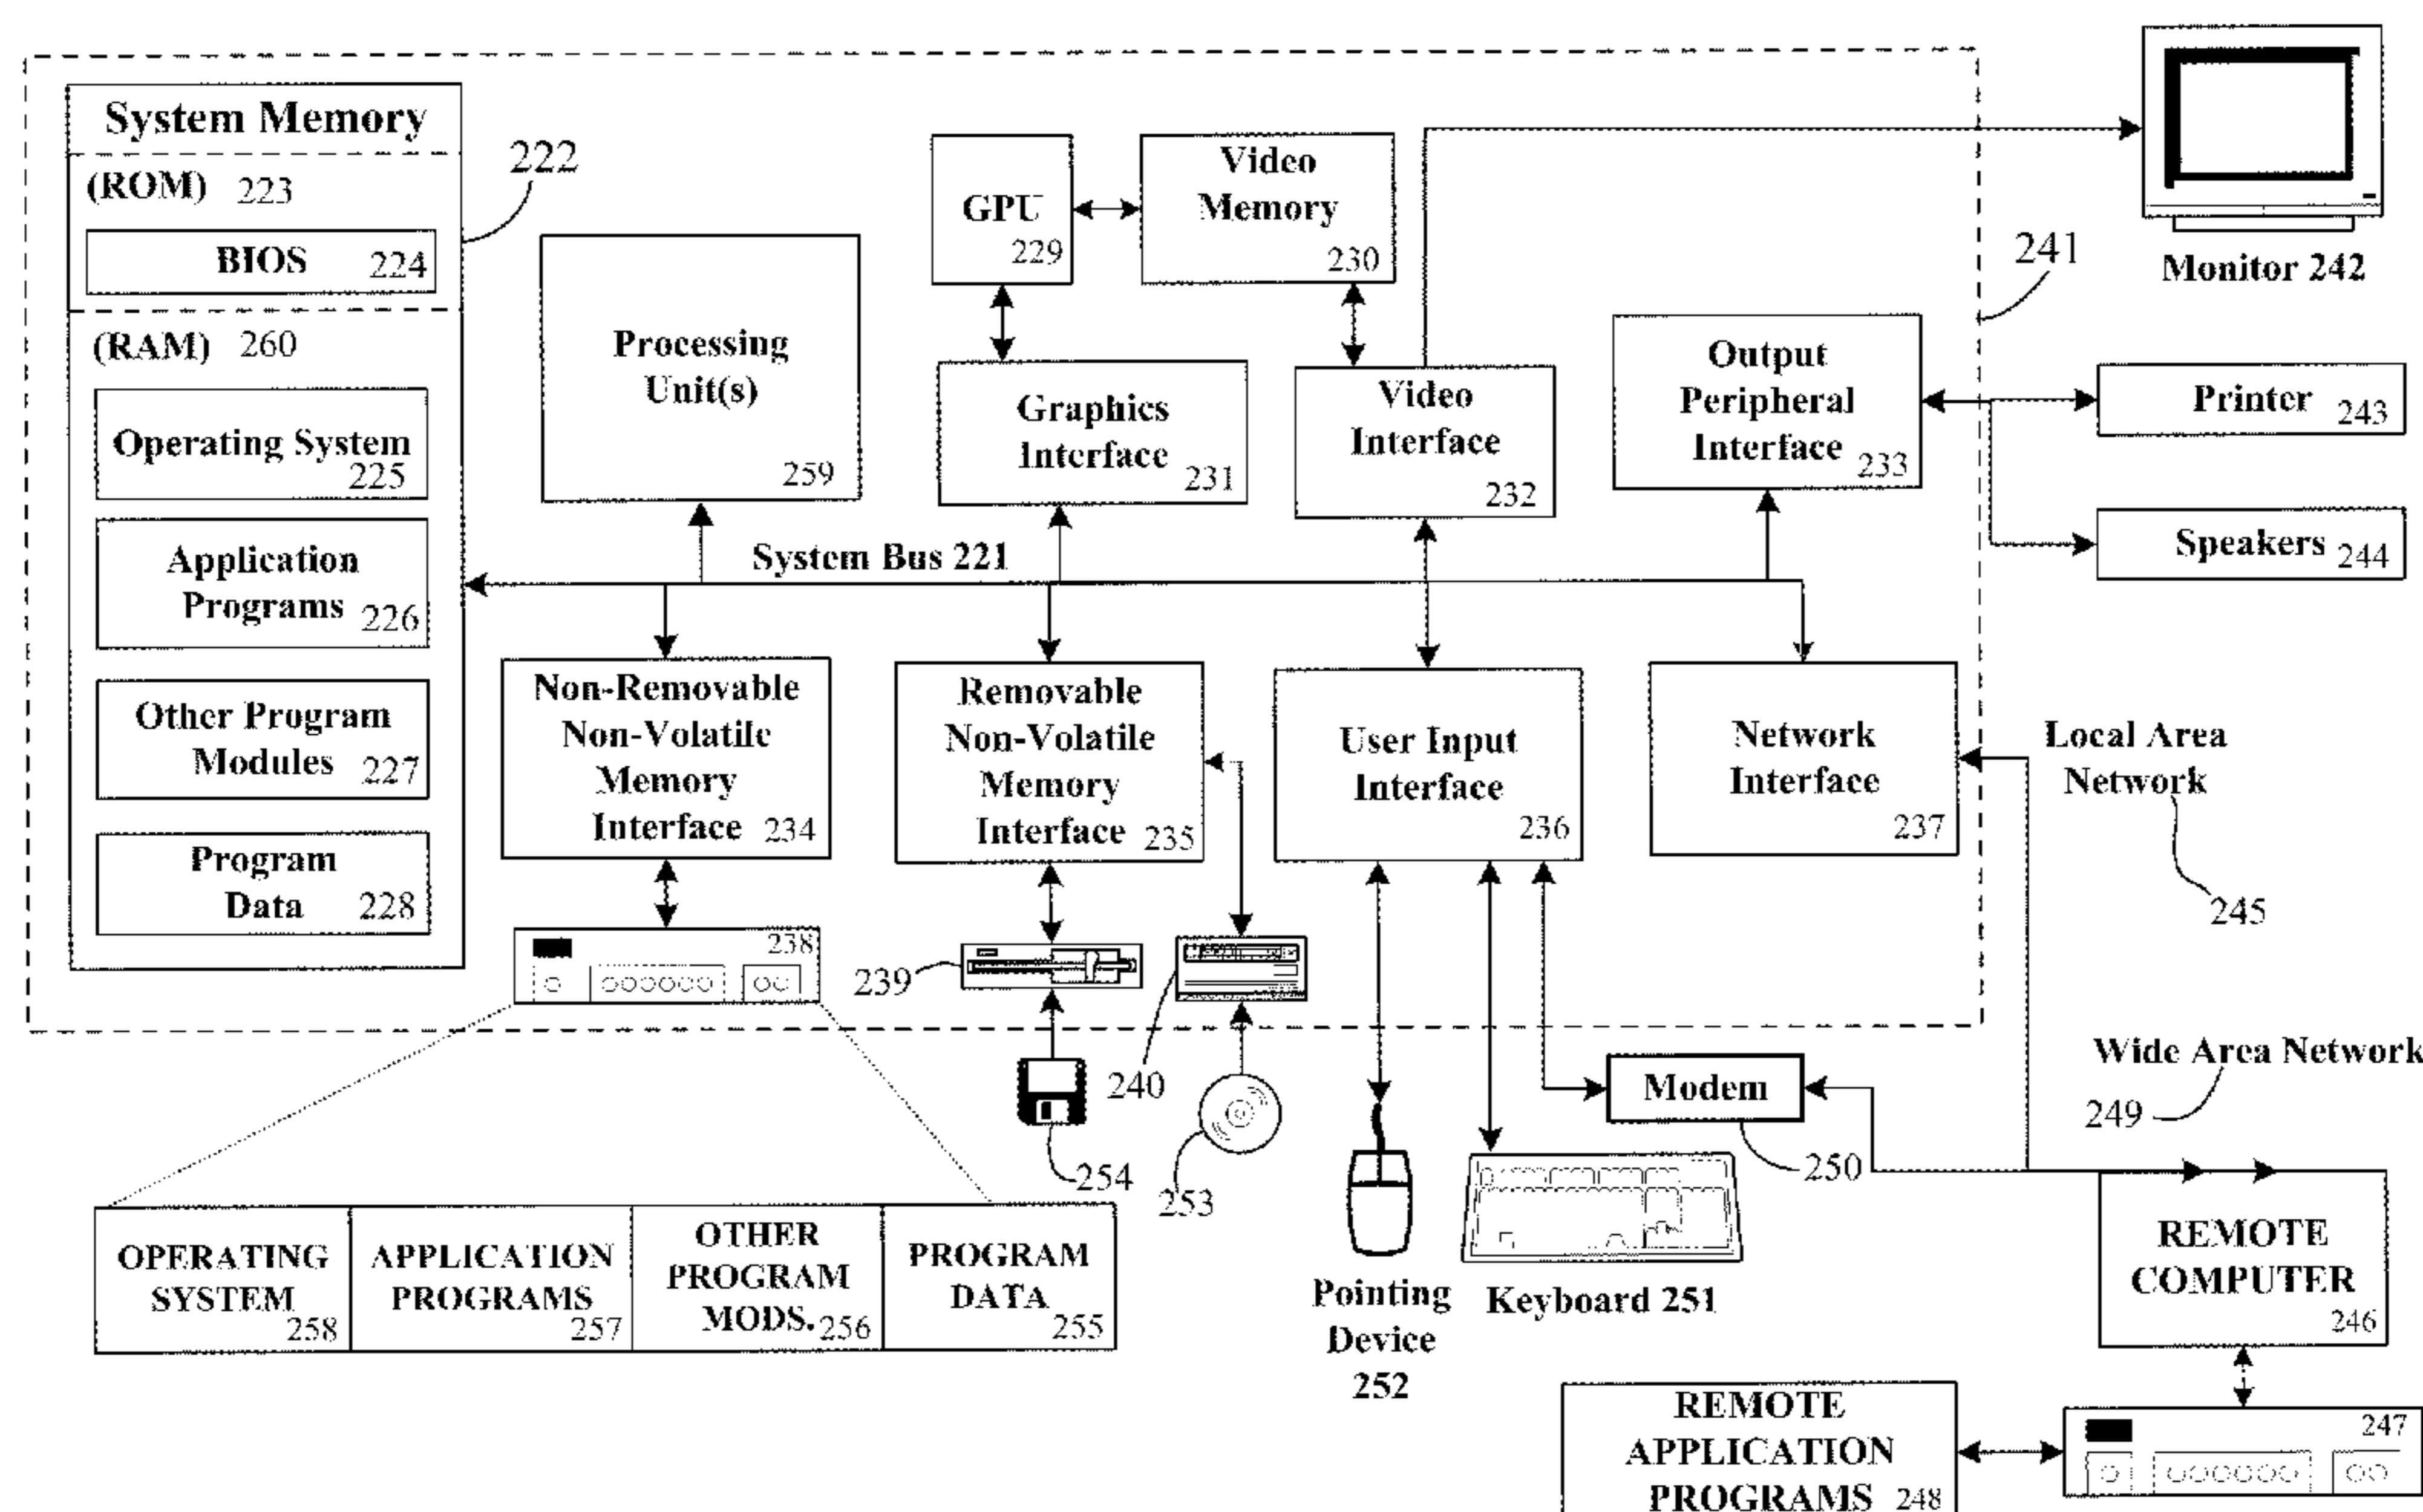 System Memory
(ROM) 223
BIOS 224
222
(RAM) 260
Operating System
225
Application
Programs 226
Other Program
Modules 227
Program
Data 228
Processing
Unit(s)
259
GPU
229
Video
Memory
230
Graphics
Interface
231
Video
Interface
232
Output
Peripheral
Interface 233
241
Monitor 242
Printer 243
Speakers 244
System Bus 221
Non-Removable
Non-Volatile
Memory
Interface 234
Removable
Non-Volatile
Memory
Interface 235
User Input
Interface
236
Network
Interface
237
Local Area
Network
245
238
239
240
254
253
Modem
250
Wide Area Network
249
OPERATING
SYSTEM
258
APPLICATION
PROGRAMS
257
OTHER
PROGRAM
MODS. 256
PROGRAM
DATA
255
Pointing
Device
252
Keyboard 251
REMOTE
COMPUTER
246
247
REMOTE
APPLICATION
PROGRAMS 248